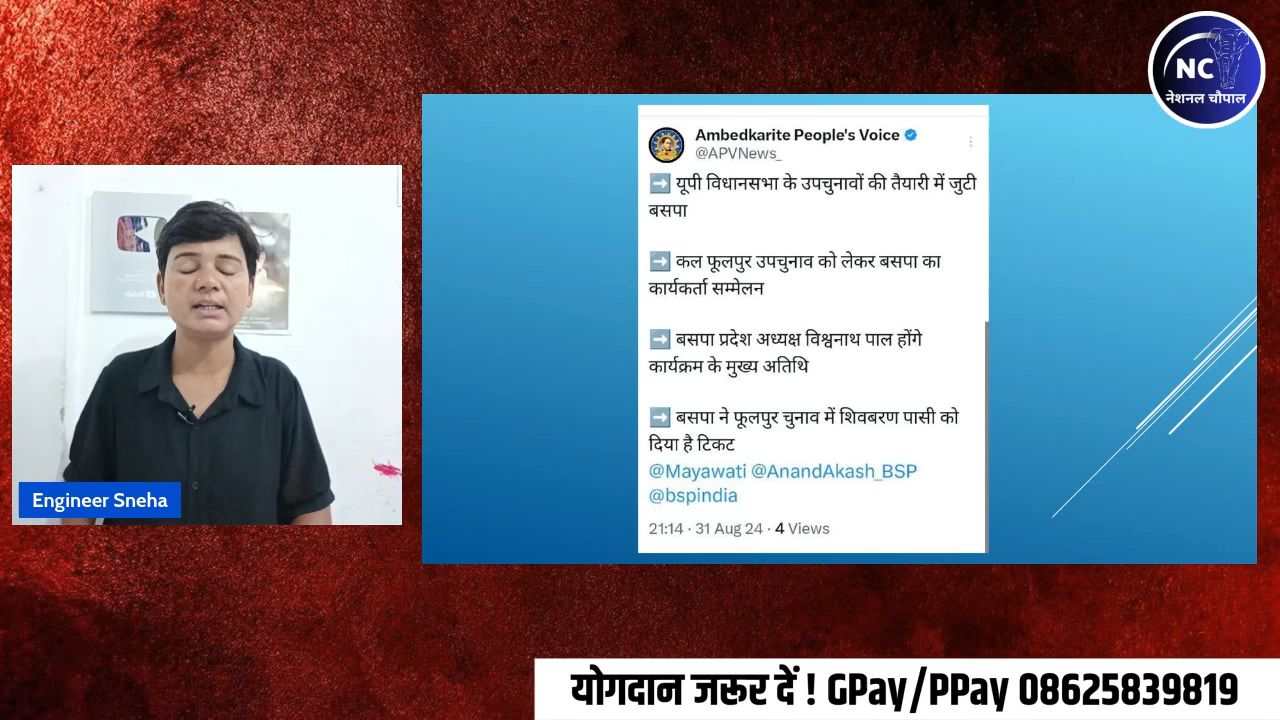 NC
नेशनल चौपाल
Ambedkarite People's Voice
@APVNews_
➡️ यूपी विधानसभा के उपचुनावों की तैयारी में जुटी
बसपा
➡️ कल फूलपुर उपचुनाव को लेकर बसपा का
कार्यकर्ता सम्मेलन
➡️ बसपा प्रदेश अध्यक्ष विश्वनाथ पाल होंगे
कार्यक्रम के मुख्य अतिथि
➡️ बसपा ने फूलपुर चुनाव में शिवबरण पासी को
दिया है टिकट
@Mayawati @AnandAkash_BSP
@bspindia
21:14 · 31 Aug 24 · 4 Views
Engineer Sneha
योगदान जरूर दें ! GPay/PPay 08625839819